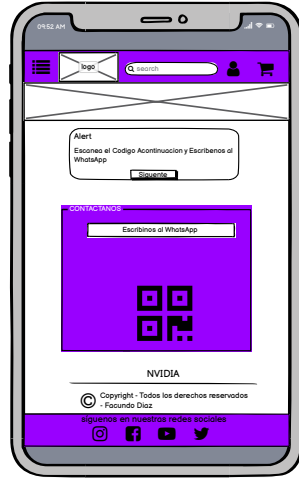 09:52 AM
logo
search
Alert
Escaneo el Codigo Acontinuacion y Escribenos al
WhatsApp
Siguente
CONTACTANOS
Escribinos al WhatsApp
NVIDIA
© Copyright - Todos los derechos reservados
- Facundo Diaz
siguenos en nuestros redes sociales